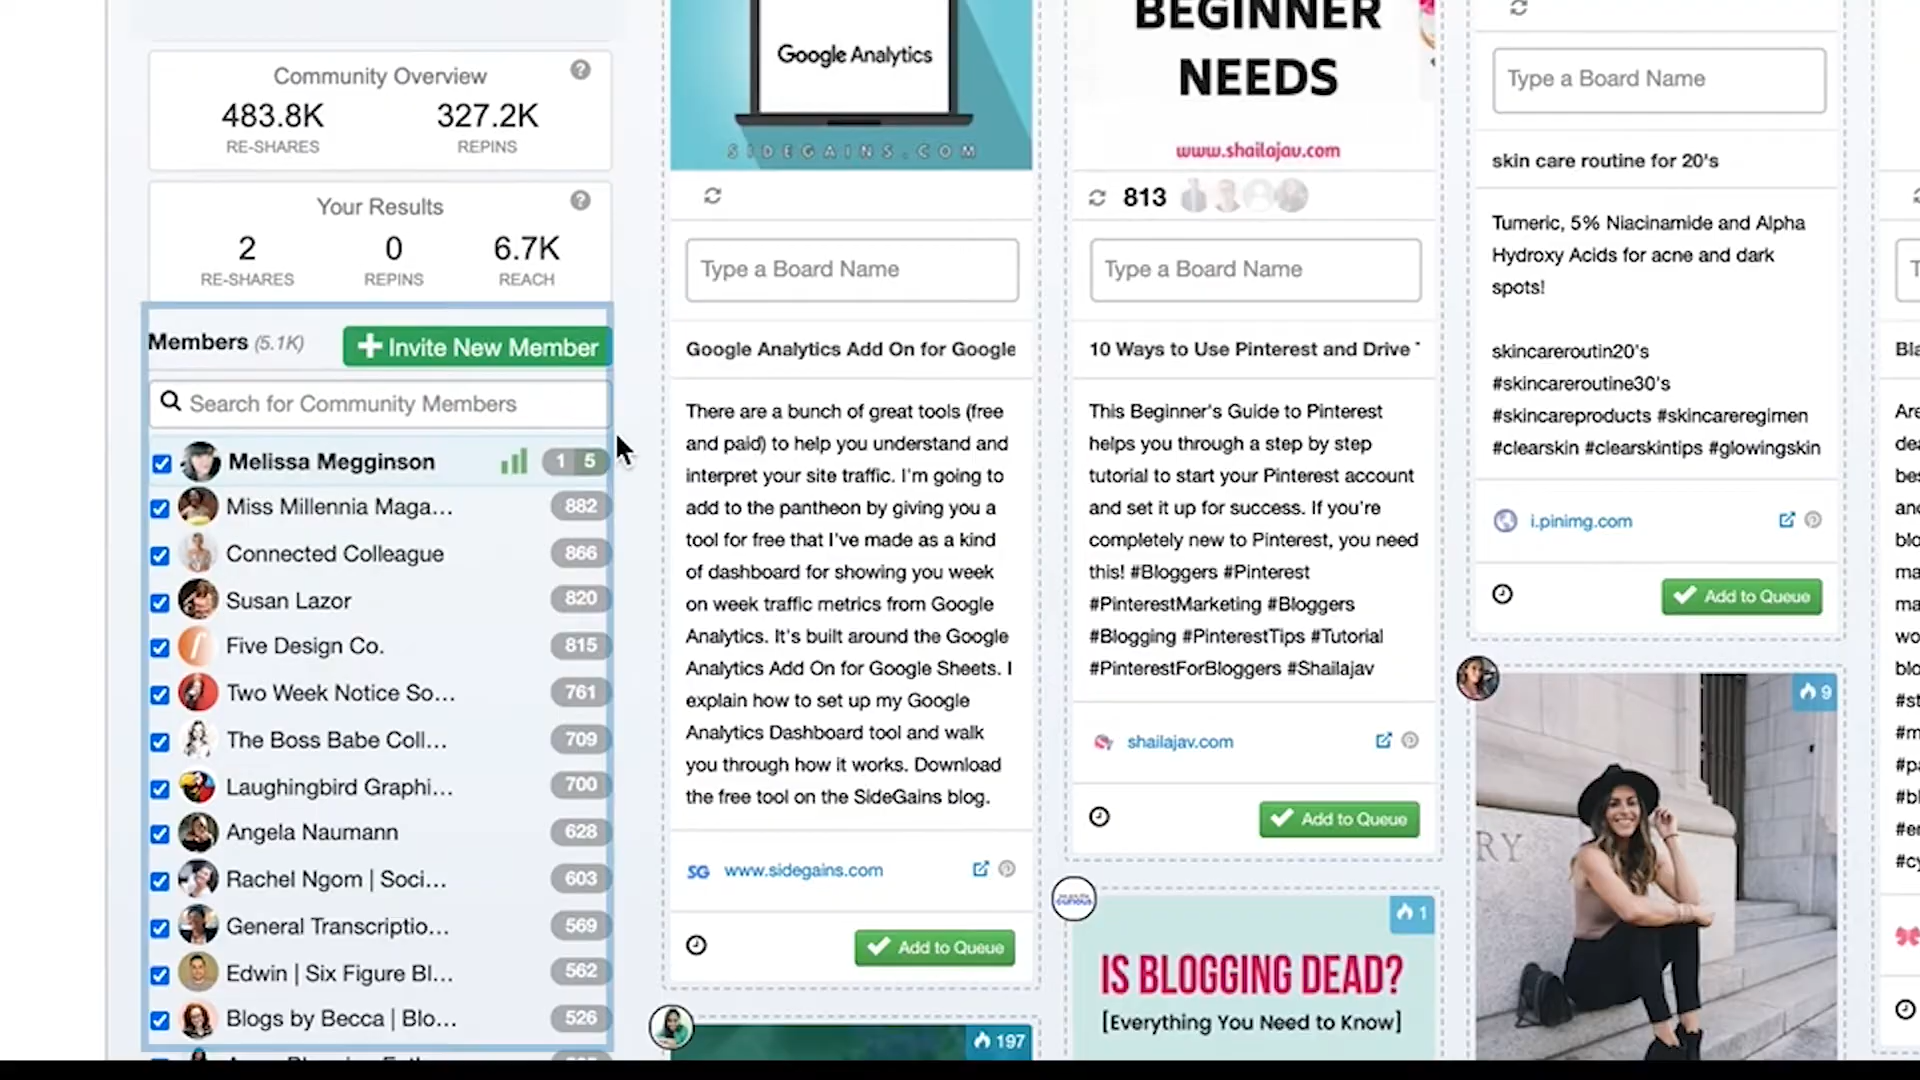 Community Overview
483.8K 327.2K
RE-SHARES REPINS
Your Results
2 0 6.7K
RE-SHARES REPINS REACH
Members (5.1K) Invite New Member
Search for Community Members
Melissa Megginson 1 5
Miss Millennia Maga... 882
Connected Colleague 866
Susan Lazor 820
Five Design Co. 815
Two Week Notice So... 761
The Boss Babe Coll... 709
Laughingbird Graphi... 700
Angela Naumann 628
Rachel Ngom | Soci... 603
General Transcriptio... 569
Edwin | Six Figure Bl... 562
Blogs by Becca | Blo... 526
Google Analytics
SIDEGAINS.COM
Type a Board Name
Google Analytics Add On for Google
There are a bunch of great tools (free
and paid) to help you understand and
interpret your site traffic. I'm going to
add to the pantheon by giving you a
tool for free that I've made as a kind
of dashboard for showing you week
on week traffic metrics from Google
Analytics. It's built around the Google
Analytics Add On for Google Sheets. I
explain how to set up my Google
Analytics Dashboard tool and walk
you through how it works. Download
the free tool on the SideGains blog.
SG www.sidegains.com
Add to Queue
197
BEGINNER
NEEDS
www.shailajav.com
813
Type a Board Name
10 Ways to Use Pinterest and Drive
This Beginner's Guide to Pinterest
helps you through a step by step
tutorial to start your Pinterest account
and set it up for success. If you're
completely new to Pinterest, you need
this! #Bloggers #Pinterest
#PinterestMarketing #Bloggers
#Blogging #PinterestTips #Tutorial
#PinterestForBloggers #Shailajav
shailajav.com
Add to Queue
curious
1
IS BLOGGING DEAD?
[Everything You Need to Know]
Type a Board Name
skin care routine for 20's
Tumeric, 5% Niacinamide and Alpha
Hydroxy Acids for acne and dark
spots!
skincareroutin20's
#skincareroutine30's
#skincareproducts #skincareregimen
#clearskin #clearskintips #glowingskin
i.pinimg.com
Add to Queue
9
RY